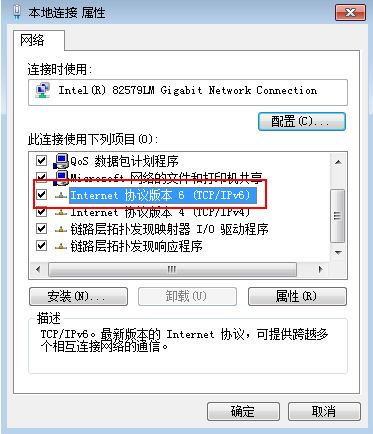 本地连接 属性
网络
连接时使用:
Intel(R) 82579LM Gigabit Network Connection
配置(C)...
此连接使用下列项目(O):
QoS 数据包计划程序
Microsoft 网络的文件和打印机共享
Internet 协议版本 6 (TCP/IPv6)
Internet 协议版本 4 (TCP/IPv4)
链路层拓扑发现映射器 I/O 驱动程序
链路层拓扑发现响应程序
安装(N)... 卸载(U) 属性(R)
描述
TCP/IPv6。最新版本的 Internet 协议，可提供跨越多
个相互连接网络的通信。
确定 取消